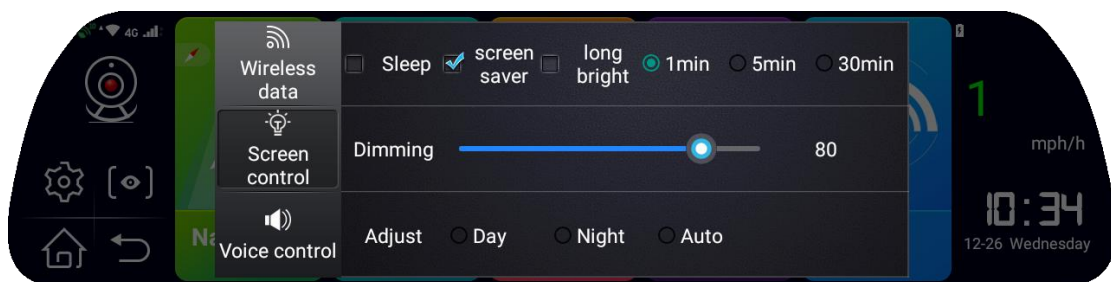 4G
Wireless
data
Sleep
screen
saver
long
bright
1min
5min
30min
Screen
control
Dimming
80
Voice control
Adjust
Day
Night
Auto
Na
1
mph/h
10:34
12-26 Wednesday